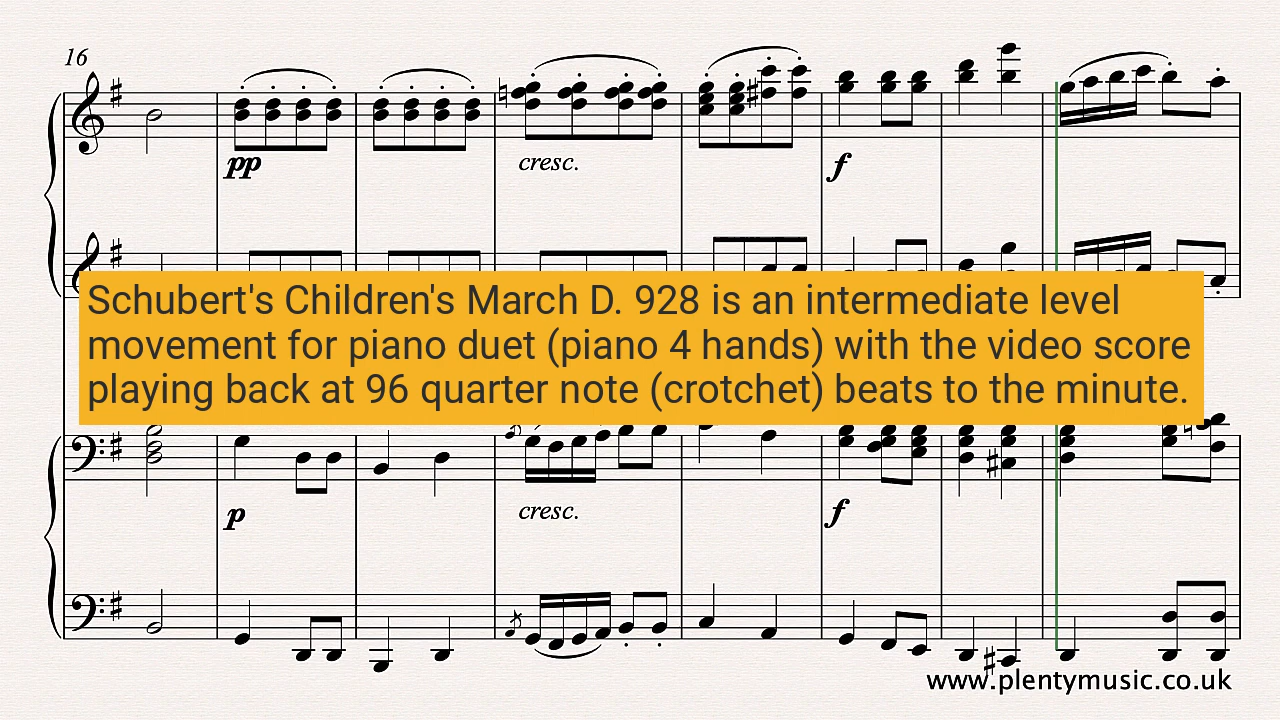 16
pp
cresc.
f
Schubert's Children's March D. 928 is an intermediate level
movement for piano duet (piano 4 hands) with the video score
playing back at 96 quarter note (crotchet) beats to the minute.
p
cresc.
f
www.plentymusic.co.uk